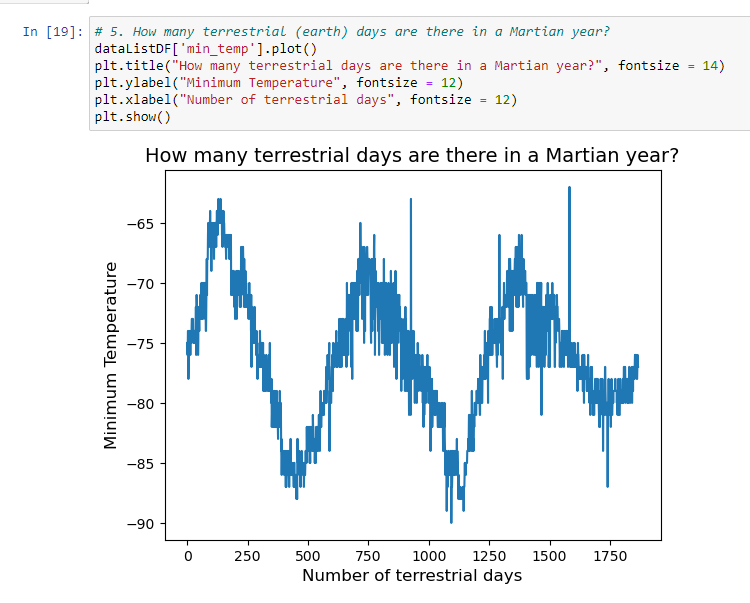 In [19]: # 5. How many terrestrial (earth) days are there in a Martian year?
dataListDF['min_temp'].plot()
plt.title("How many terrestrial days are there in a Martian year?", fontsize = 14)
plt.ylabel("Minimum Temperature", fontsize = 12)
plt.xlabel("Number of terrestrial days", fontsize = 12)
plt.show()
How many terrestrial days are there in a Martian year?
Minimum Temperature
−65
−70
−75
−80
−85
−90
0 250 500 750 1000 1250 1500 1750
Number of terrestrial days